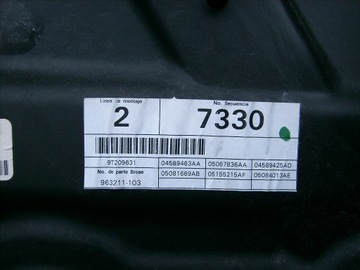 Linea de montaje No. Secuencia
2 7330
9T209631 04589463AA 05067836AA 04589425AD
No. de parte Brose 05081669AB 05155215AF 05084013AE
963211-103